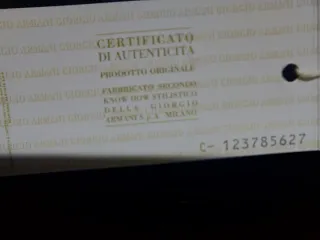 CERTIFICATO
DI AUTENTICITÀ
PRODOTTO ORIGINALE
FABBRICATO SECONDO
KNOW HOW STILISTICO
DELLA GIORGIO
ARMANI S.p.A. MILANO
C- 123785627